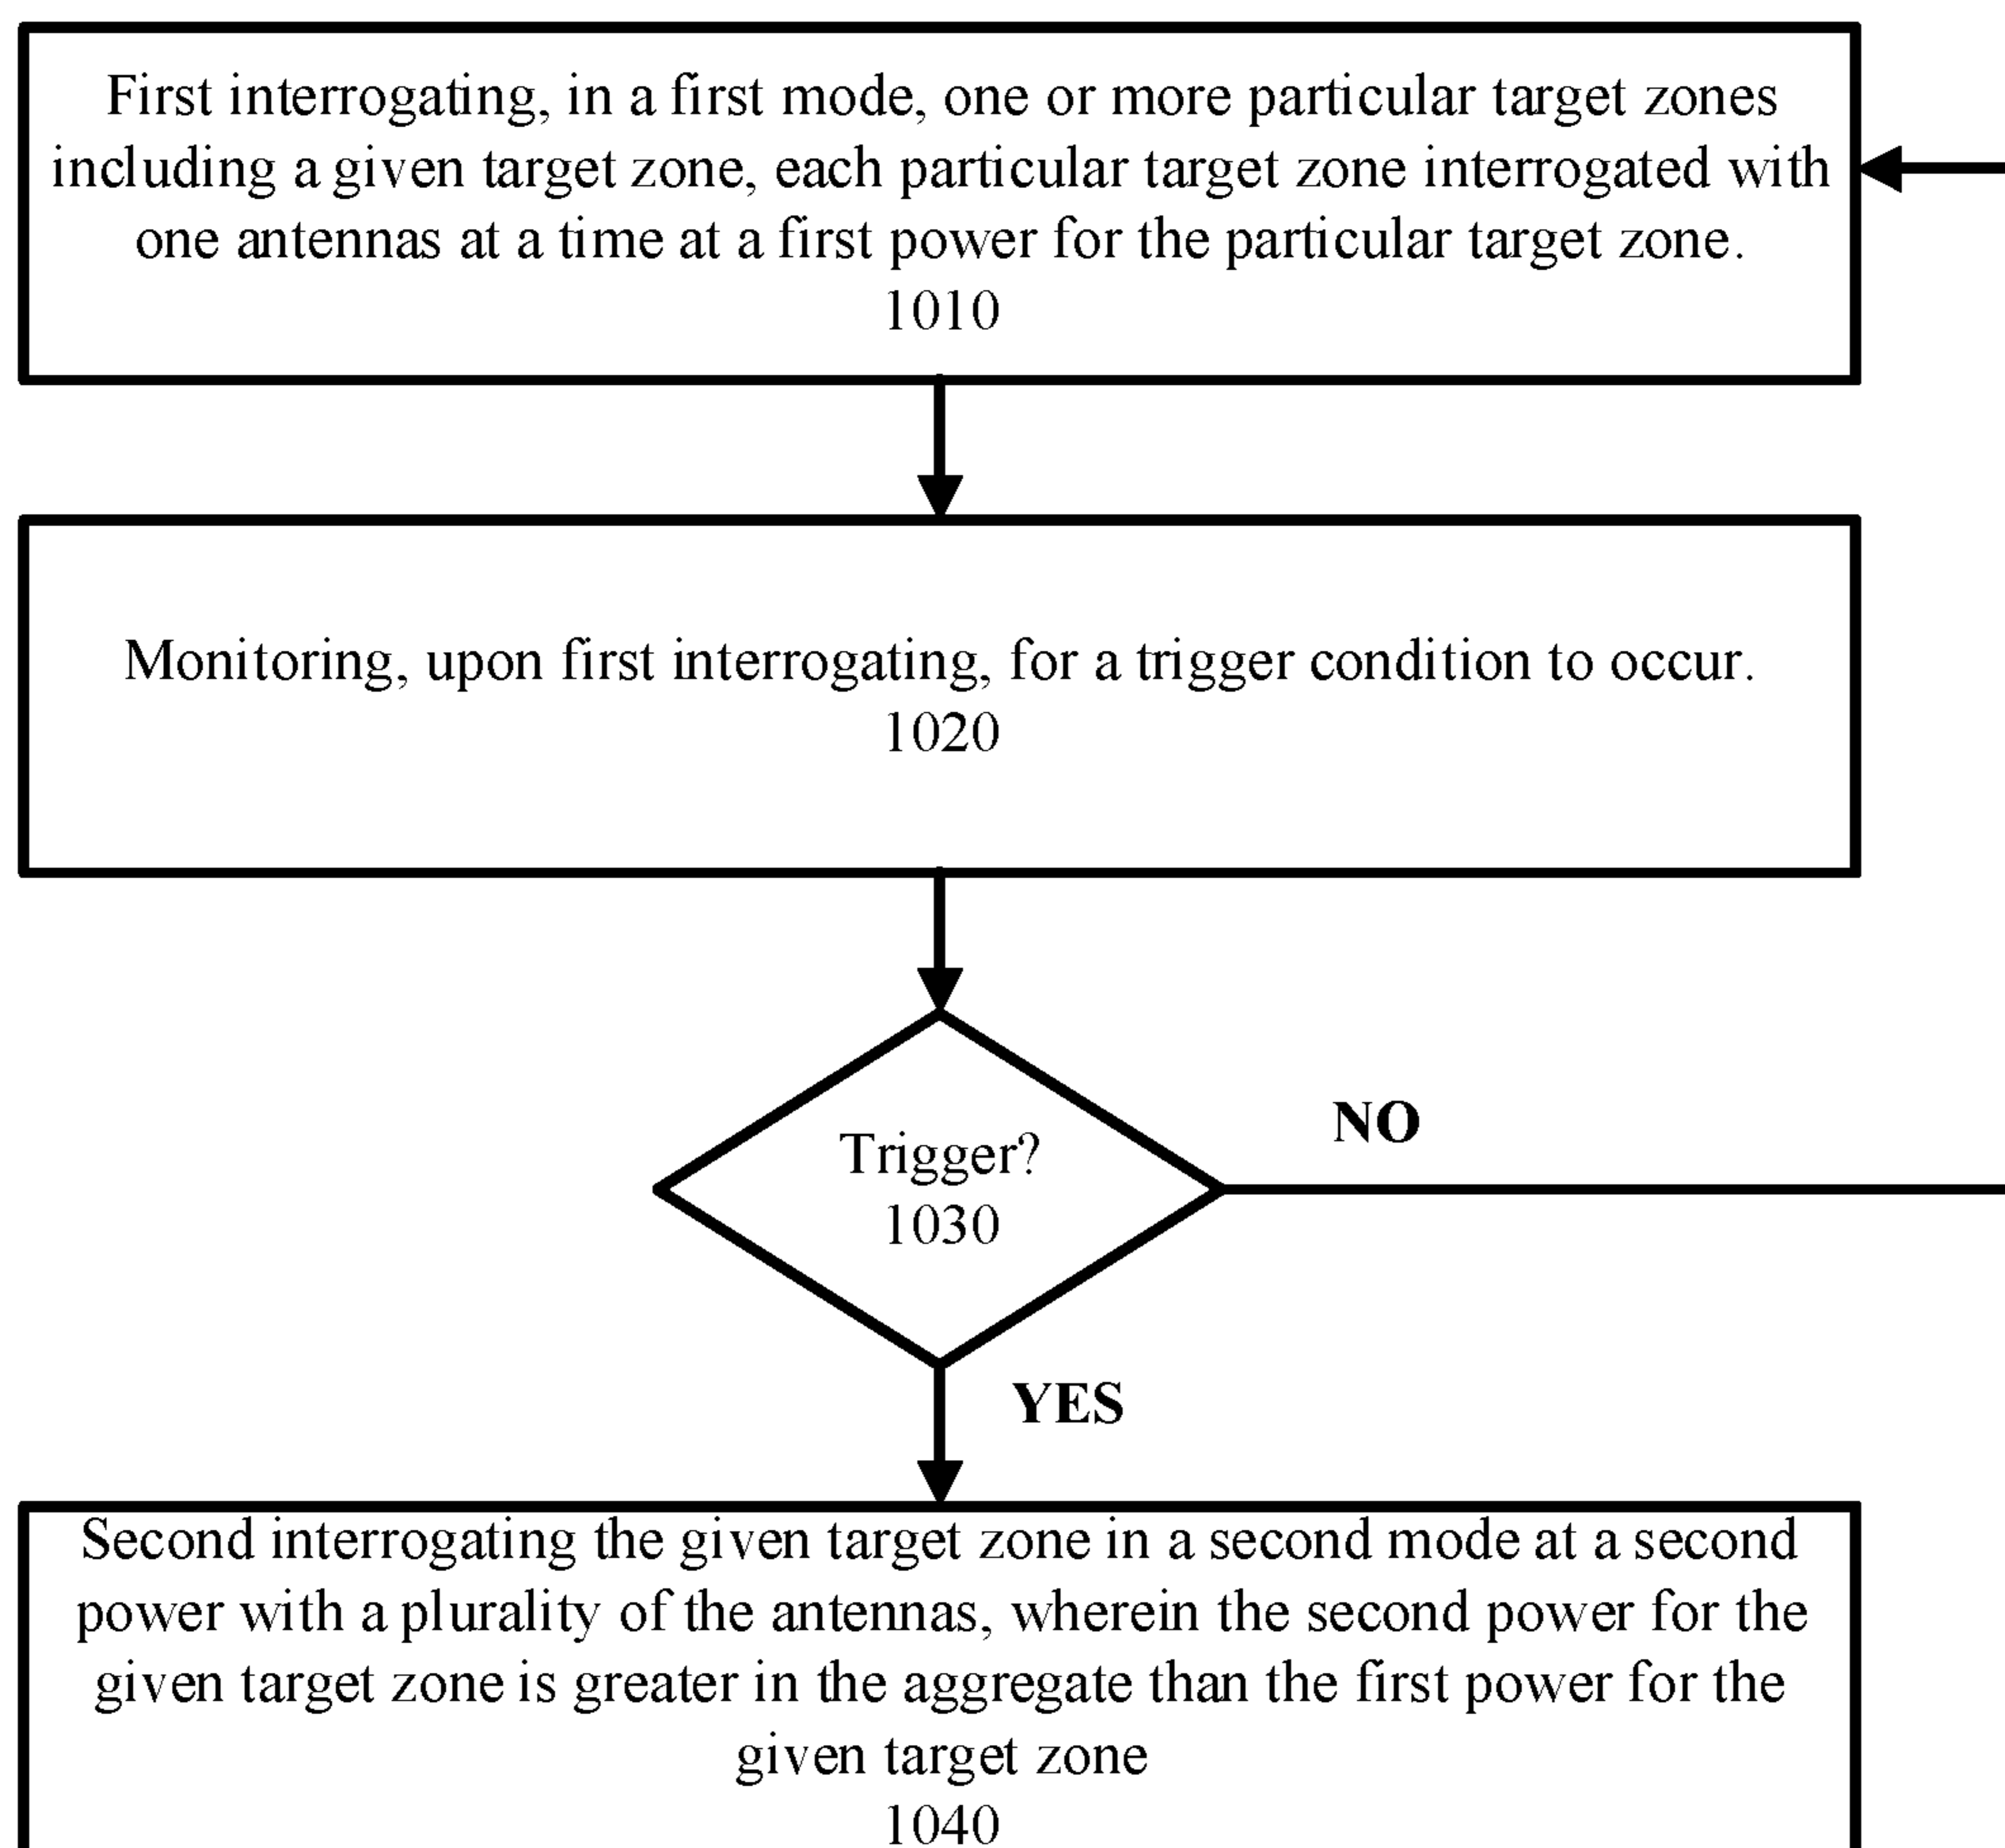 First interrogating, in a first mode, one or more particular target zones
including a given target zone, each particular target zone interrogated with
one antennas at a time at a first power for the particular target zone.
1010
Monitoring, upon first interrogating, for a trigger condition to occur.
1020
Trigger?
1030
NO
YES
Second interrogating the given target zone in a second mode at a second
power with a plurality of the antennas, wherein the second power for the
given target zone is greater in the aggregate than the first power for the
given target zone
1040